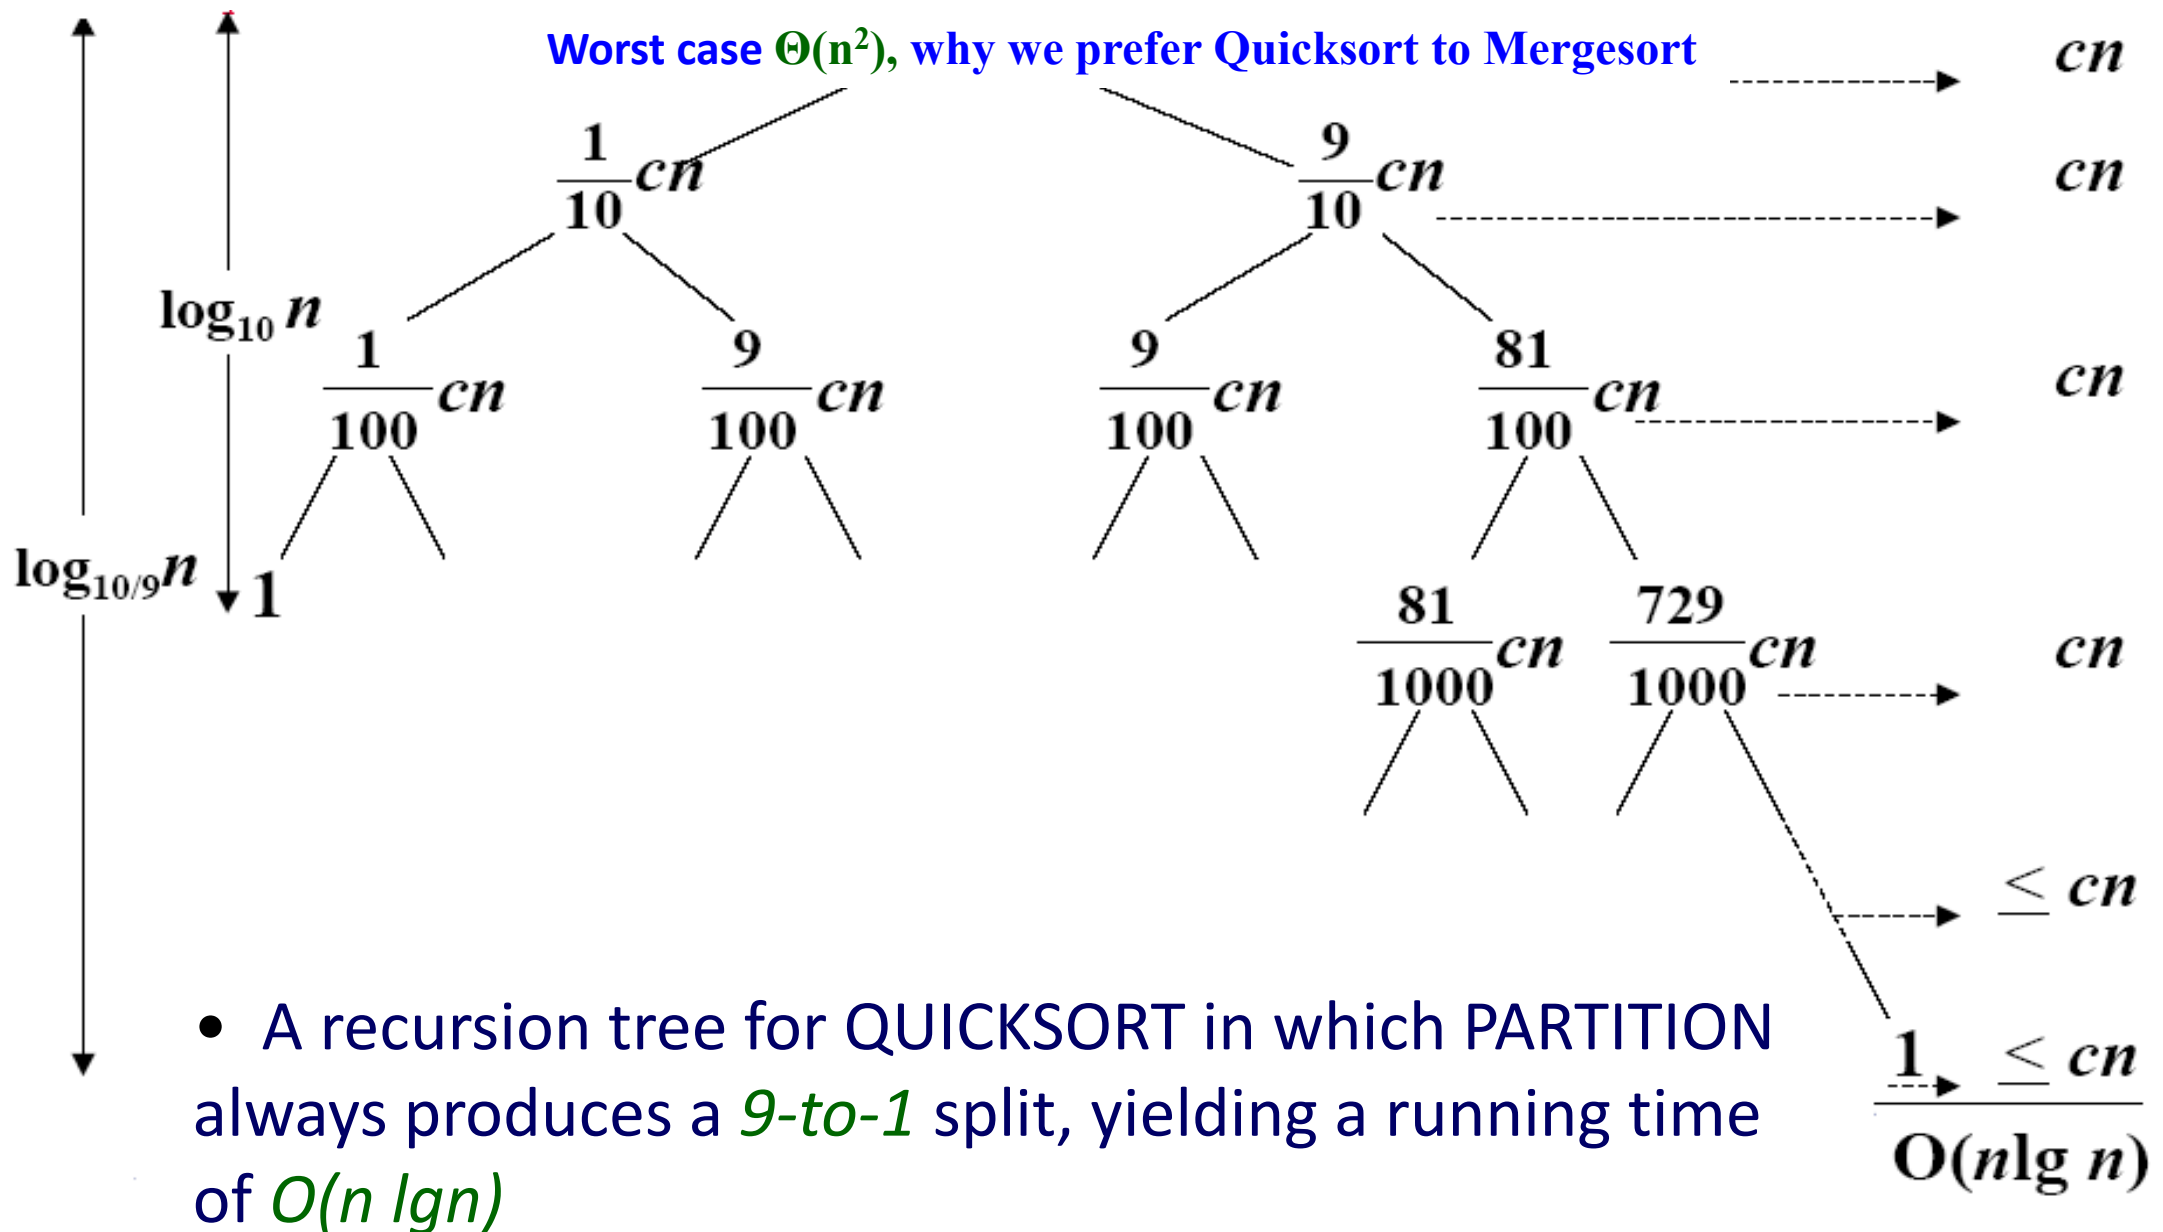 Worst case Θ(n²), why we prefer Quicksort to Mergesort
cn
1/10 cn
9/10 cn
cn
log₁₀ n
1/100 cn
9/100 cn
9/100 cn
81/100 cn
cn
log₁₀/₉ n
1
81/1000 cn
729/1000 cn
cn
≤ cn
1
≤ cn
O(nlg n)
• A recursion tree for QUICKSORT in which PARTITION
always produces a 9-to-1 split, yielding a running time
of O(n lgn)